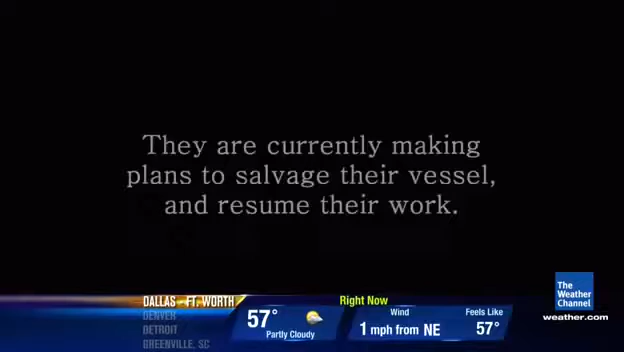 They are currently making
plans to salvage their vessel,
and resume their work.
DALLAS - FT. WORTH
DENVER
DETROIT
GREENVILLE, SC
57°
Partly Cloudy
Right Now
Wind
1 mph from NE
Feels Like
57°
The
Weather
Channel
weather.com